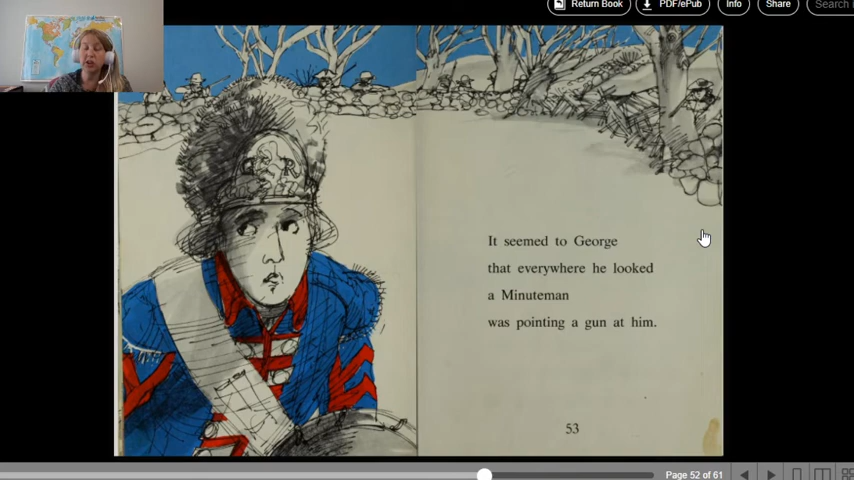 Return Book PDF/ePub Info Share Search
It seemed to George
that everywhere he looked
a Minuteman
was pointing a gun at him.
53
Page 52 of 61